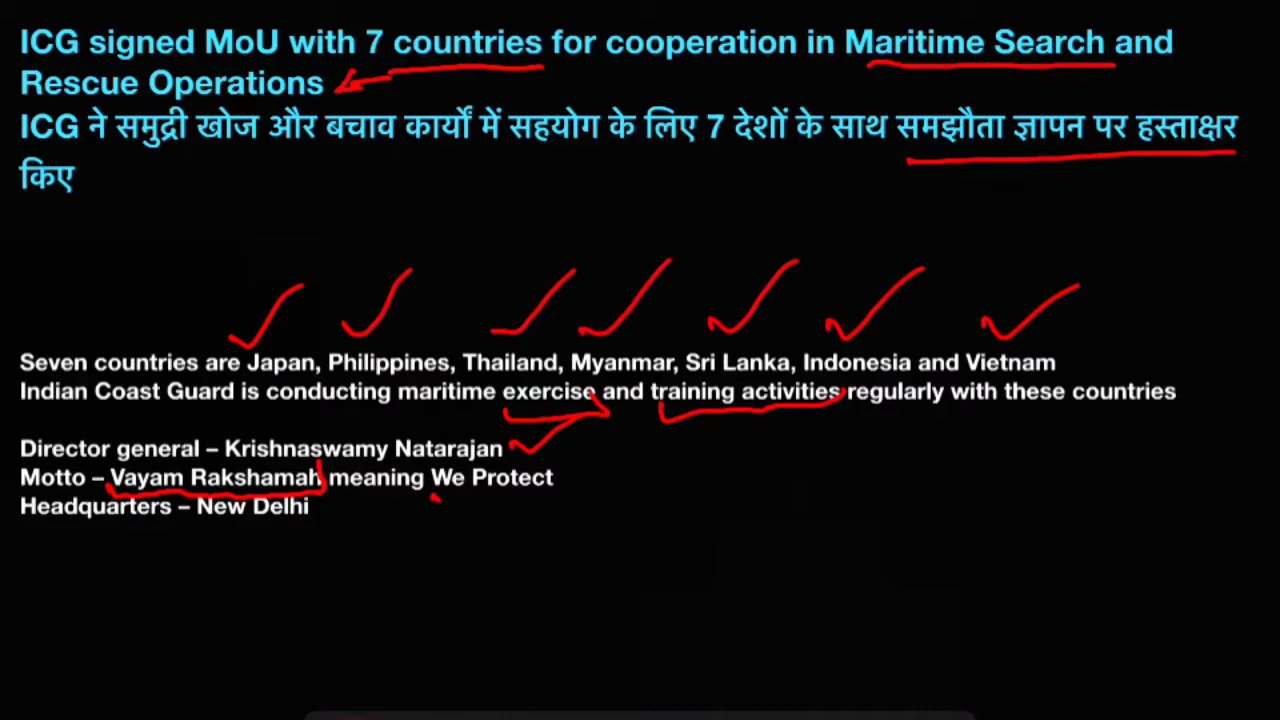 ICG signed MoU with 7 countries for cooperation in Maritime Search and
Rescue Operations
ICG ने समुद्री खोज और बचाव कार्यों में सहयोग के लिए 7 देशों के साथ समझौता ज्ञापन पर हस्ताक्षर
किए
Seven countries are Japan, Philippines, Thailand, Myanmar, Sri Lanka, Indonesia and Vietnam
Indian Coast Guard is conducting maritime exercise and training activities regularly with these countries
Director general – Krishnaswamy Natarajan
Motto – Vayam Rakshamah meaning We Protect
Headquarters – New Delhi